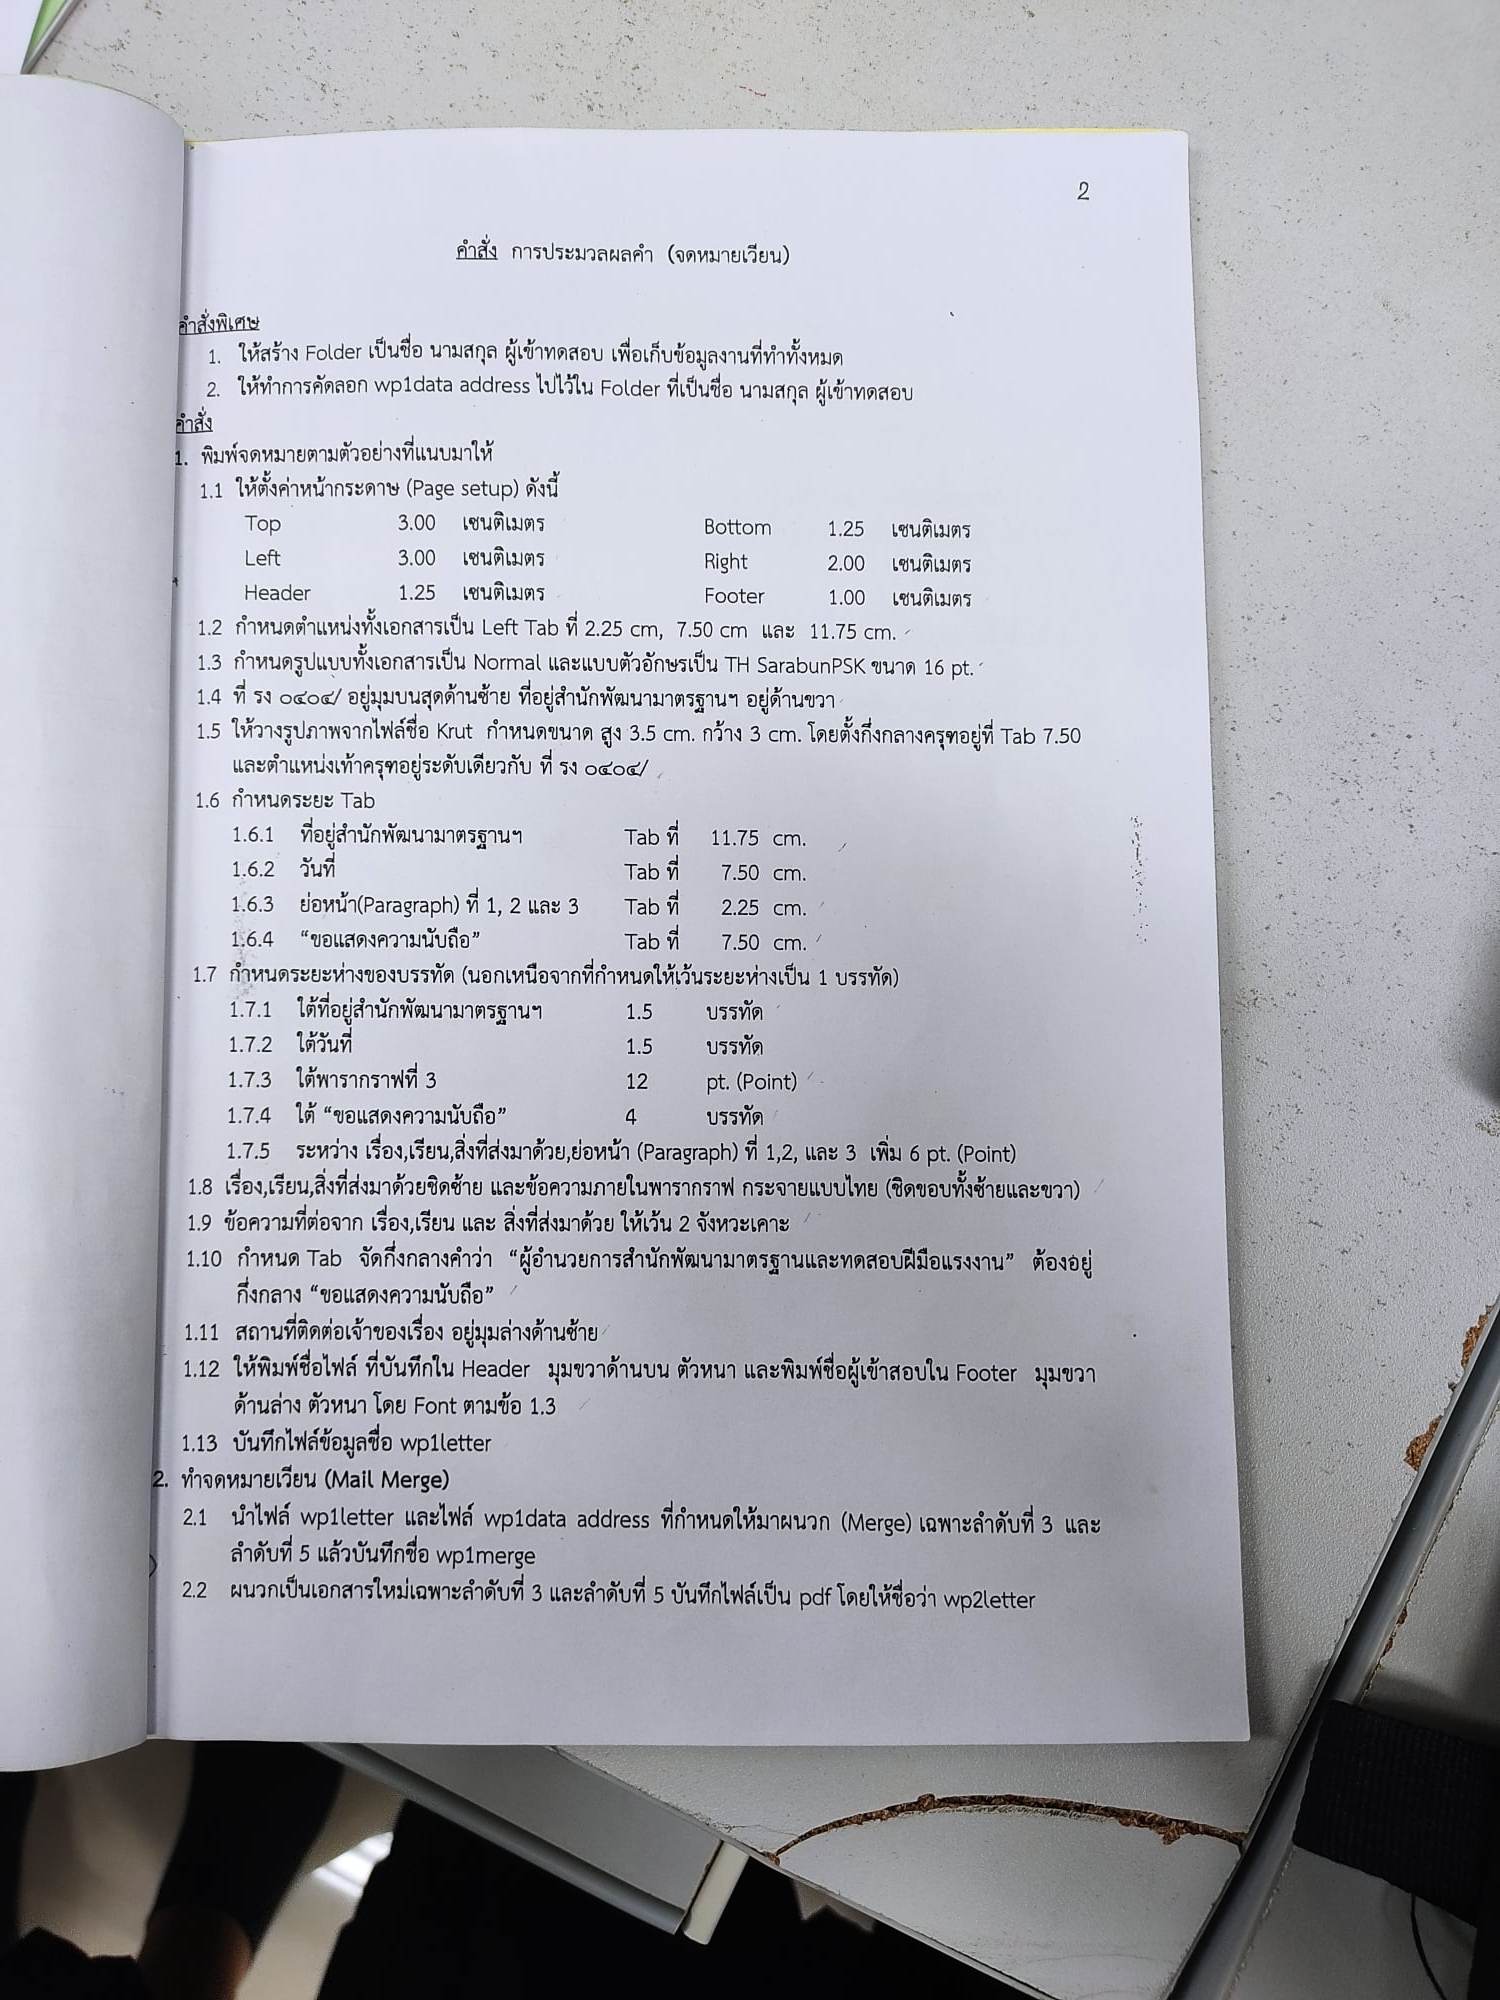 2
คำสั่ง การประมวลผลคำ (จดหมายเวียน)
คำสั่งพิเศษ
1. ให้สร้าง Folder เป็นชื่อ นามสกุล ผู้เข้าทดสอบ เพื่อเก็บข้อมูลงานที่ทำทั้งหมด
2. ให้ทำการคัดลอก wp1data address ไปไว้ใน Folder ที่เป็นชื่อ นามสกุล ผู้เข้าทดสอบ
คำสั่ง
1. พิมพ์จดหมายตามตัวอย่างที่แนบมาให้
1.1 ให้ตั้งค่าหน้ากระดาษ (Page setup) ดังนี้
Top 3.00 เซนติเมตร Bottom 1.25 เซนติเมตร
Left 3.00 เซนติเมตร Right 2.00 เซนติเมตร
Header 1.25 เซนติเมตร Footer 1.00 เซนติเมตร
1.2 กำหนดตำแหน่งทั้งเอกสารเป็น Left Tab ที่ 2.25 cm, 7.50 cm และ 11.75 cm.
1.3 กำหนดรูปแบบทั้งเอกสารเป็น Normal และแบบตัวอักษรเป็น TH SarabunPSK ขนาด 16 pt.
1.4 ที่ รง ๐๔๐๔/ อยู่มุมบนสุดด้านซ้าย ที่อยู่สำนักพัฒนามาตรฐานฯ อยู่ด้านขวา
1.5 ให้วางรูปภาพจากไฟล์ชื่อ Krut กำหนดขนาด สูง 3.5 cm. กว้าง 3 cm. โดยตั้งกึ่งกลางครุฑอยู่ที่ Tab 7.50
และตำแหน่งเท้าครุฑอยู่ระดับเดียวกับ ที่ รง ๐๔๐๔/
1.6 กำหนดระยะ Tab
1.6.1 ที่อยู่สำนักพัฒนามาตรฐานฯ Tab ที่ 11.75 cm.
1.6.2 วันที่ Tab ที่ 7.50 cm.
1.6.3 ย่อหน้า(Paragraph) ที่ 1, 2 และ 3 Tab ที่ 2.25 cm.
1.6.4 “ขอแสดงความนับถือ” Tab ที่ 7.50 cm.
1.7 กำหนดระยะห่างของบรรทัด (นอกเหนือจากที่กำหนดให้เว้นระยะห่างเป็น 1 บรรทัด)
1.7.1 ใต้ที่อยู่สำนักพัฒนามาตรฐานฯ 1.5 บรรทัด
1.7.2 ใต้วันที่ 1.5 บรรทัด
1.7.3 ใต้พารากราฟที่ 3 12 pt. (Point)
1.7.4 ใต้ “ขอแสดงความนับถือ” 4 บรรทัด
1.7.5 ระหว่าง เรื่อง,เรียน,สิ่งที่ส่งมาด้วย,ย่อหน้า (Paragraph) ที่ 1,2, และ 3 เพิ่ม 6 pt. (Point)
1.8 เรื่อง,เรียน,สิ่งที่ส่งมาด้วยชิดซ้าย และข้อความภายในพารากราฟ กระจายแบบไทย (ชิดขอบทั้งซ้ายและขวา)
1.9 ข้อความที่ต่อจาก เรื่อง,เรียน และ สิ่งที่ส่งมาด้วย ให้เว้น 2 จังหวะเคาะ
1.10 กำหนด Tab จัดกึ่งกลางคำว่า “ผู้อำนวยการสำนักพัฒนามาตรฐานและทดสอบฝีมือแรงงาน” ต้องอยู่
กึ่งกลาง “ขอแสดงความนับถือ”
1.11 สถานที่ติดต่อเจ้าของเรื่อง อยู่มุมล่างด้านซ้าย
1.12 ให้พิมพ์ชื่อไฟล์ ที่บันทึกใน Header มุมขวาด้านบน ตัวหนา และพิมพ์ชื่อผู้เข้าสอบใน Footer มุมขวา
ด้านล่าง ตัวหนา โดย Font ตามข้อ 1.3
1.13 บันทึกไฟล์ข้อมูลชื่อ wp1letter
2. ทำจดหมายเวียน (Mail Merge)
2.1 นำไฟล์ wp1letter และไฟล์ wp1data address ที่กำหนดให้มาผนวก (Merge) เฉพาะลำดับที่ 3 และ
ลำดับที่ 5 แล้วบันทึกชื่อ wp1merge
2.2 ผนวกเป็นเอกสารใหม่เฉพาะลำดับที่ 3 และลำดับที่ 5 บันทึกไฟล์เป็น pdf โดยให้ชื่อว่า wp2letter